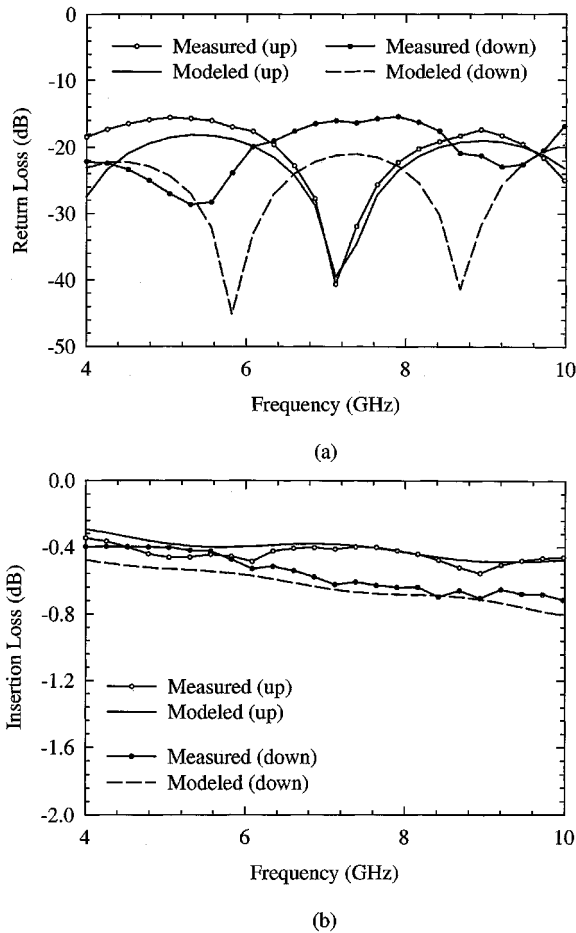 0
-10
-20
-30
-40
-50
Return Loss (dB)
Measured (up)
Modeled (up)
Measured (down)
Modeled (down)
4
6
8
10
Frequency (GHz)
(a)
0.0
-0.4
-0.8
-1.2
-1.6
-2.0
Insertion Loss (dB)
Measured (up)
Modeled (up)
Measured (down)
Modeled (down)
4
6
8
10
Frequency (GHz)
(b)